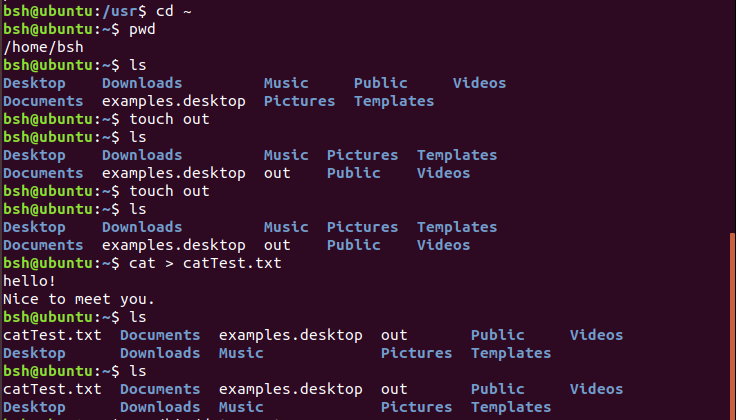 bsh@ubuntu:/usr$ cd ~
bsh@ubuntu:~$ pwd
/home/bsh
bsh@ubuntu:~$ ls
Desktop    Downloads         Music     Public     Videos
Documents  examples.desktop  Pictures  Templates
bsh@ubuntu:~$ touch out
bsh@ubuntu:~$ ls
Desktop    Downloads         Music  Pictures  Templates
Documents  examples.desktop  out    Public    Videos
bsh@ubuntu:~$ touch out
bsh@ubuntu:~$ ls
Desktop    Downloads         Music  Pictures  Templates
Documents  examples.desktop  out    Public    Videos
bsh@ubuntu:~$ cat > catTest.txt
hello!
Nice to meet you.
bsh@ubuntu:~$ ls
catTest.txt  Documents  examples.desktop  out       Public     Videos
Desktop      Downloads  Music             Pictures  Templates
bsh@ubuntu:~$ ls
catTest.txt  Documents  examples.desktop  out       Public     Videos
Desktop      Downloads  Music             Pictures  Templates